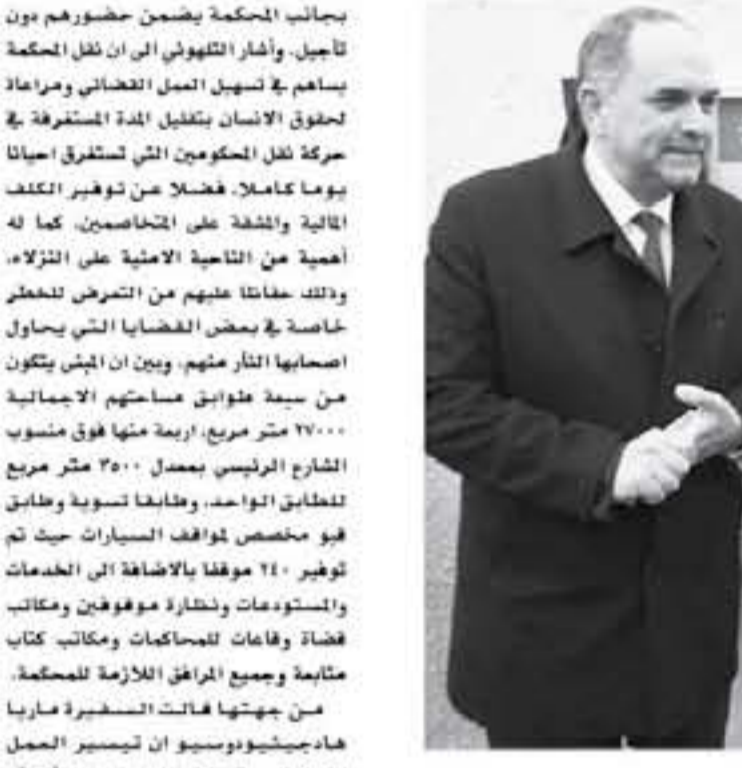 بجانب المحكمة يضمن حضورهم دون
تأجيل. وأشار التلهوني الى ان نقل المحكمة
يساهم في تسهيل العمل القضائي ومراعاة
لحقوق الانسان بتقليل المدة المستغرقة في
حركة نقل المحكومين التي تستغرق احيانا
يوما كاملا، فضلا عن توفير الكلف
المالية والمشقة على المتخاصمين، كما له
أهمية من الناحية الامنية على النزلاء،
وذلك حفاظا عليهم من التعرض للخطر
خاصة في بعض القضايا التي يحاول
اصحابها الثأر منهم. وبين ان المبنى يتكون
من سبعة طوابق مساحتهم الاجمالية
٢٧٠٠٠ متر مربع، اربعة منها فوق منسوب
الشارع الرئيسي بمعدل ٣٥٠٠ متر مربع
للطابق الواحد، وطابقا تسوية وطابق
قبو مخصص لمواقف السيارات حيث تم
توفير ٢٤٠ موقفا بالاضافة الى الخدمات
والمستودعات ونظارة موقوفين ومكاتب
قضاة وقاعات للمحاكمات ومكاتب كتاب
متابعة وجميع المرافق اللازمة للمحكمة.
من جهتها قالت السفيرة ماريا
هادجيثيودوسيو ان تيسير العمل